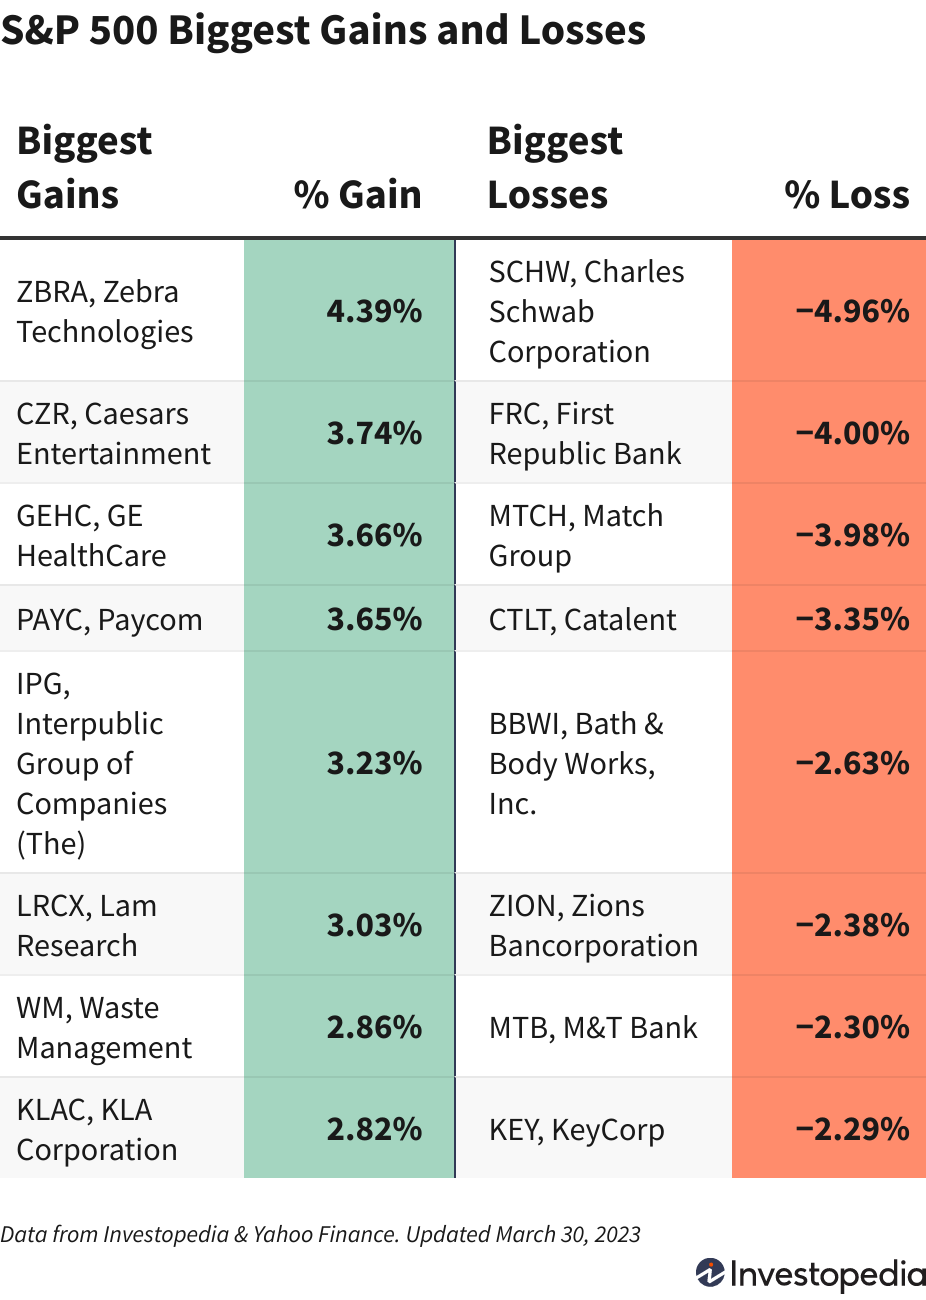 S&P 500 Biggest Gains and Losses
Biggest
Gains
% Gain
Biggest
Losses
% Loss
ZBRA, Zebra
Technologies
4.39%
SCHW, Charles
Schwab
Corporation
−4.96%
CZR, Caesars
Entertainment
3.74%
FRC, First
Republic Bank
−4.00%
GEHC, GE
HealthCare
3.66%
MTCH, Match
Group
−3.98%
PAYC, Paycom
3.65%
CTLT, Catalent
−3.35%
IPG,
Interpublic
Group of
Companies
(The)
3.23%
BBWI, Bath &
Body Works,
Inc.
−2.63%
LRCX, Lam
Research
3.03%
ZION, Zions
Bancorporation
−2.38%
WM, Waste
Management
2.86%
MTB, M&T Bank
−2.30%
KLAC, KLA
Corporation
2.82%
KEY, KeyCorp
−2.29%
Data from Investopedia & Yahoo Finance. Updated March 30, 2023
Investopedia